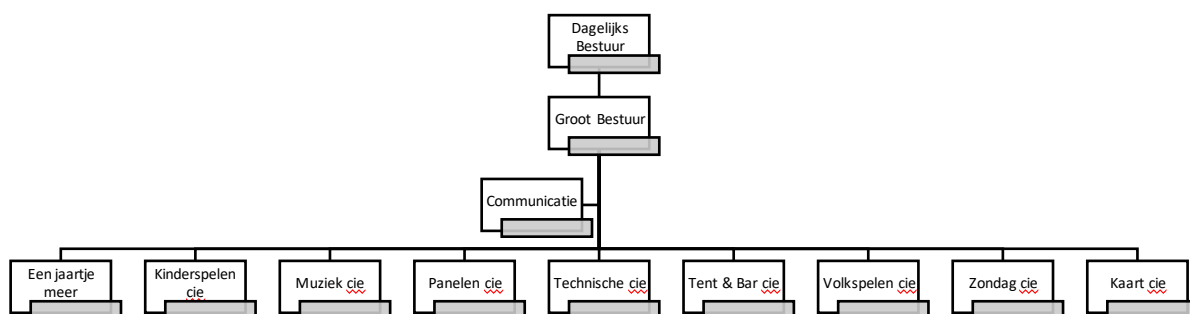 Dagelijks
Bestuur
Groot Bestuur
Communicatie
Een jaartje
meer
Kinderspelen
cie
Muziek cie
Panelen cie
Technische cie
Tent & Bar cie
Volkspelen cie
Zondag cie
Kaart cie